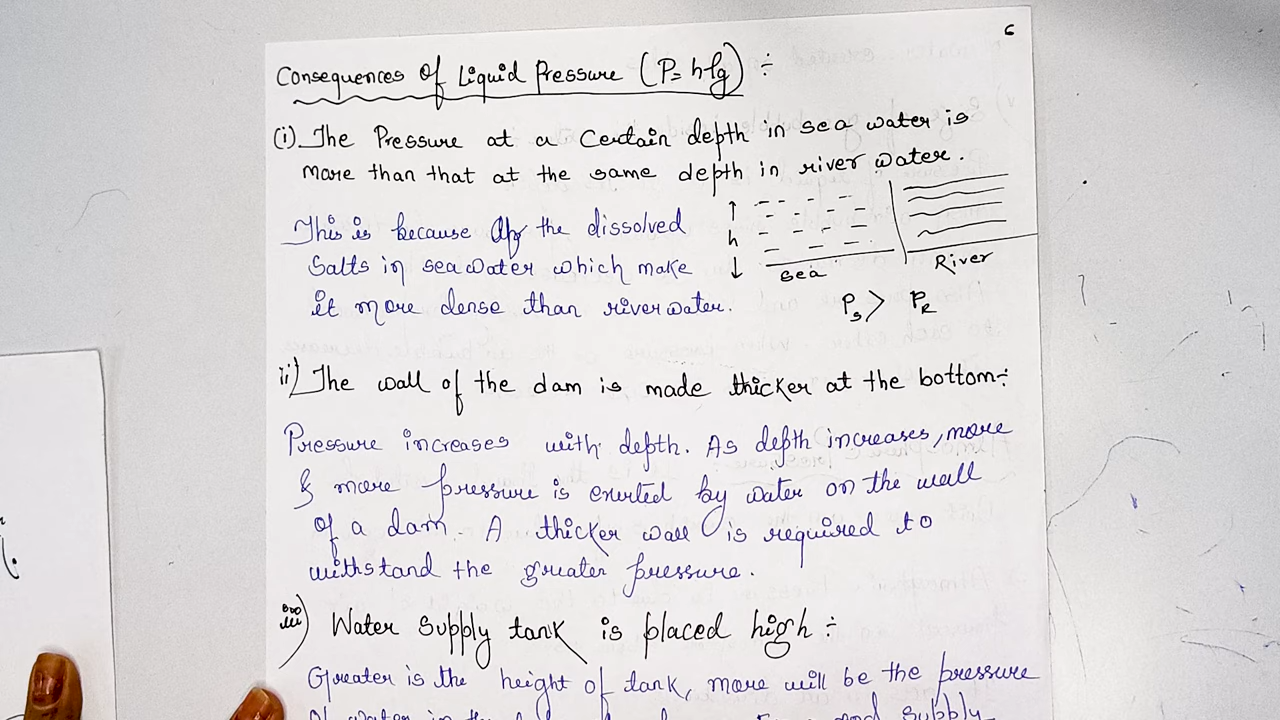 6
Consequences Of Liquid Pressure (P= hρg) ÷
(i) The Pressure at a Certain depth in sea water is
more than that at the same depth in river water.
This is because of the dissolved
Salts in sea water which make
it more dense than river water.
↑
h
↓
sea
River
Ps > PR
ii) The wall of the dam is made thicker at the bottom ÷
Pressure increases with depth. As depth increases, more
& more pressure is exerted by water on the wall
of a dam. A thicker wall is required to
withstand the greater pressure.
iii) Water Supply tank is placed high ÷
Greater is the height of tank, more will be the pressure
Of water in the supply